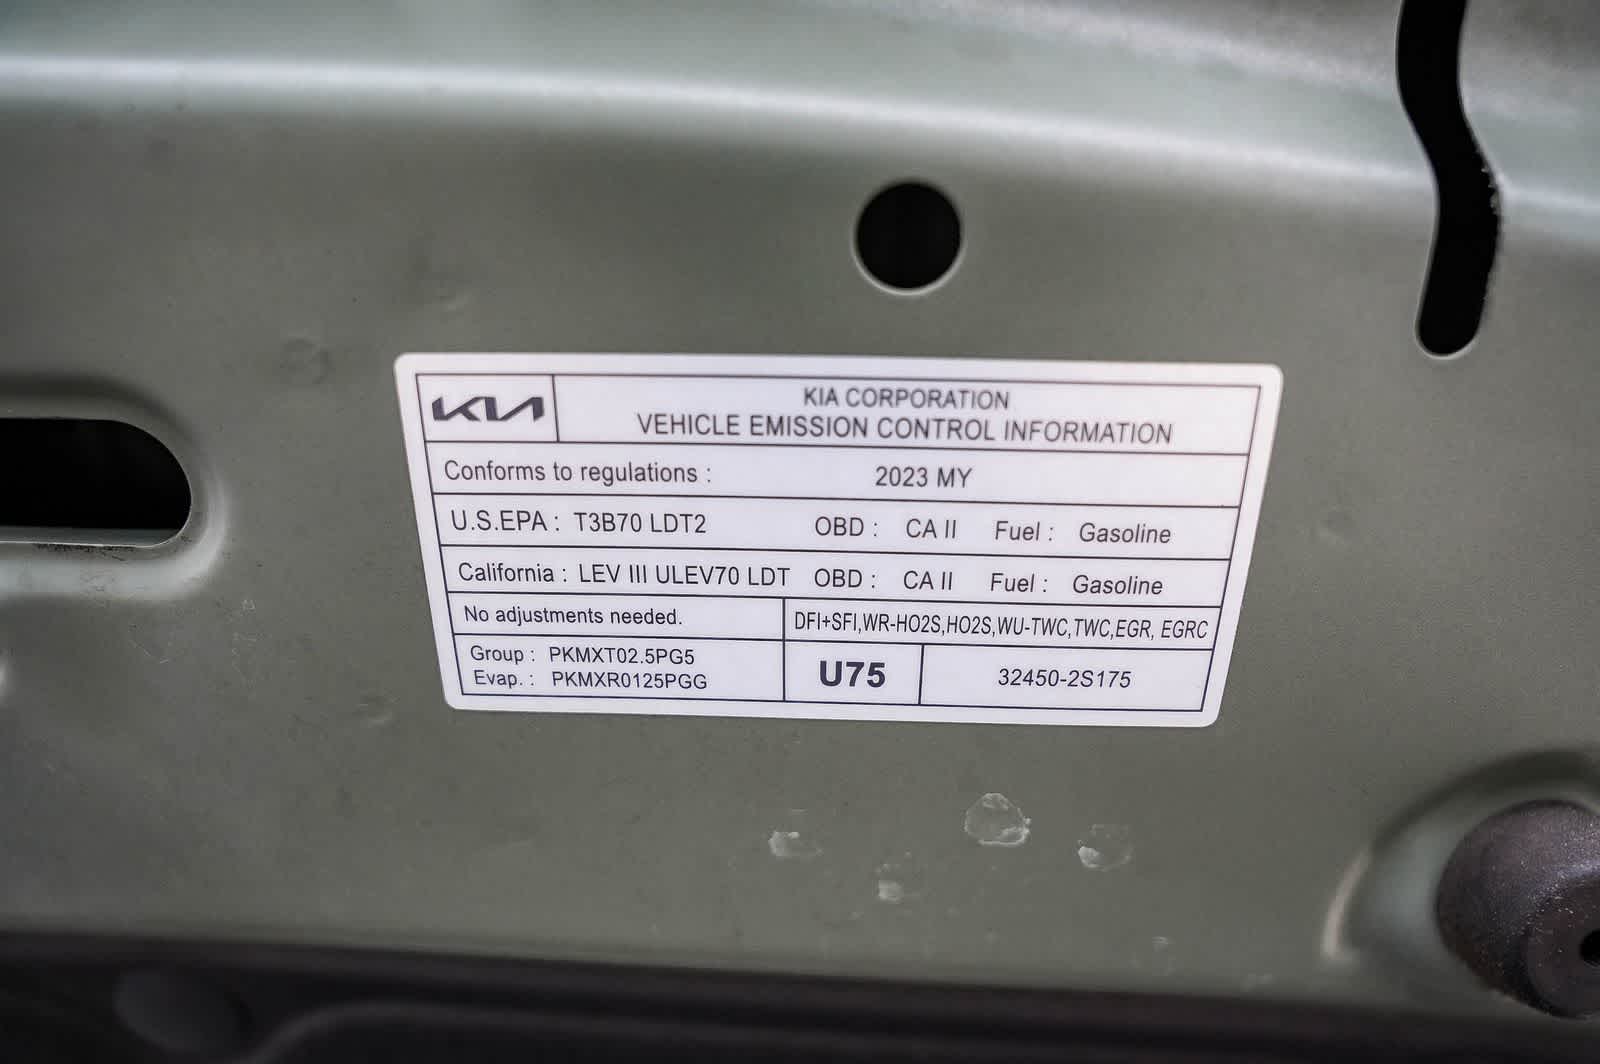 KIA
KIA CORPORATION
VEHICLE EMISSION CONTROL INFORMATION
Conforms to regulations : 2023 MY
U.S.EPA : T3B70 LDT2 OBD : CA II Fuel : Gasoline
California : LEV III ULEV70 LDT OBD : CA II Fuel : Gasoline
No adjustments needed. DFI+SFI,WR-HO2S,HO2S,WU-TWC,TWC,EGR, EGRC
Group : PKMXT02.5PG5
Evap. : PKMXR0125PGG
U75 32450-2S175